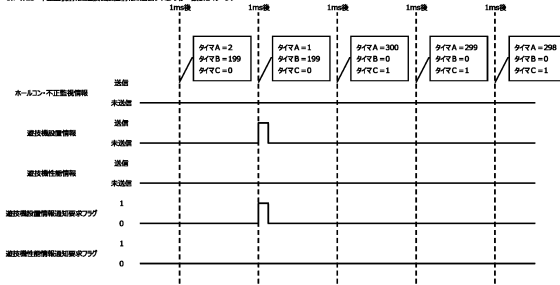 1ms後 1ms後 1ms後 1ms後 1ms後
タイマA=2
タイマB=199
タイマC=0
タイマA=1
タイマB=199
タイマC=0
タイマA=300
タイマB=0
タイマC=1
タイマA=299
タイマB=0
タイマC=1
タイマA=298
タイマB=0
タイマC=1
ホールコン・不正監視情報
送信
未送信
遊技機設置情報
送信
未送信
遊技機性能情報
送信
未送信
遊技機設置情報通知要求フラグ
1
0
遊技機性能情報通知要求フラグ
1
0